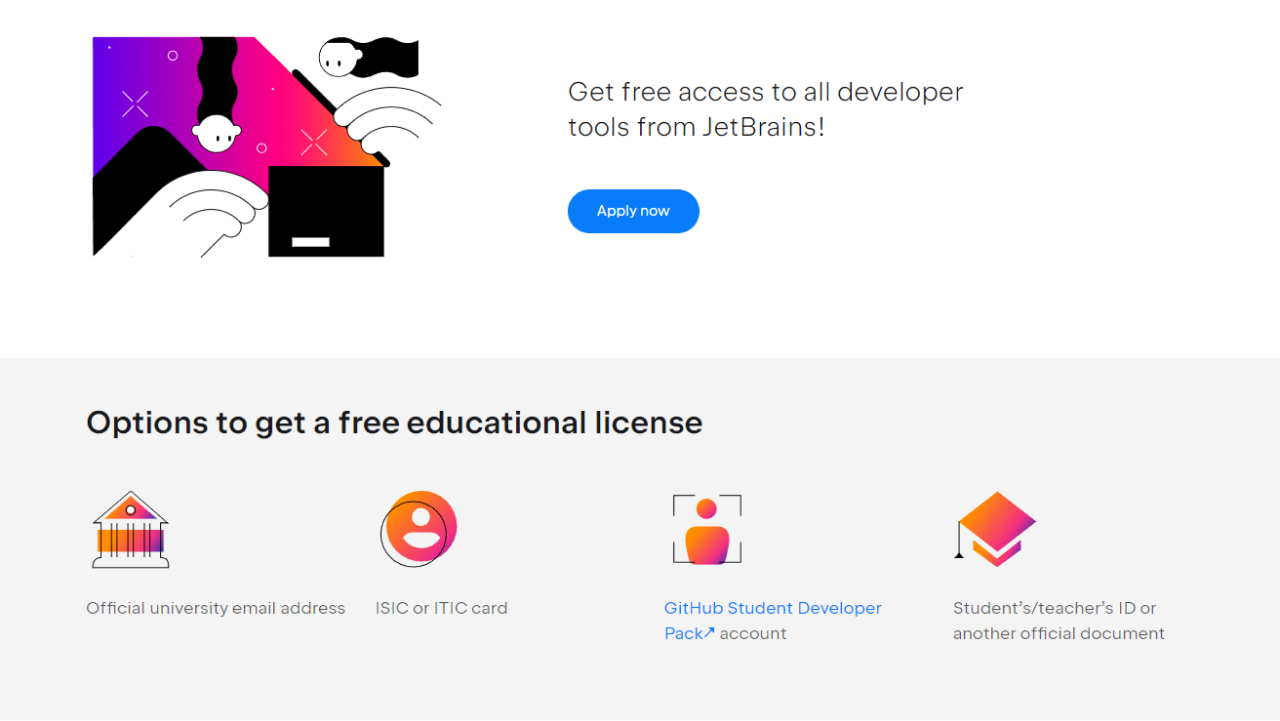 Get free access to all developer
tools from JetBrains!
Apply now
Options to get a free educational license
Official university email address
ISIC or ITIC card
GitHub Student Developer
Pack↗ account
Student’s/teacher’s ID or
another official document